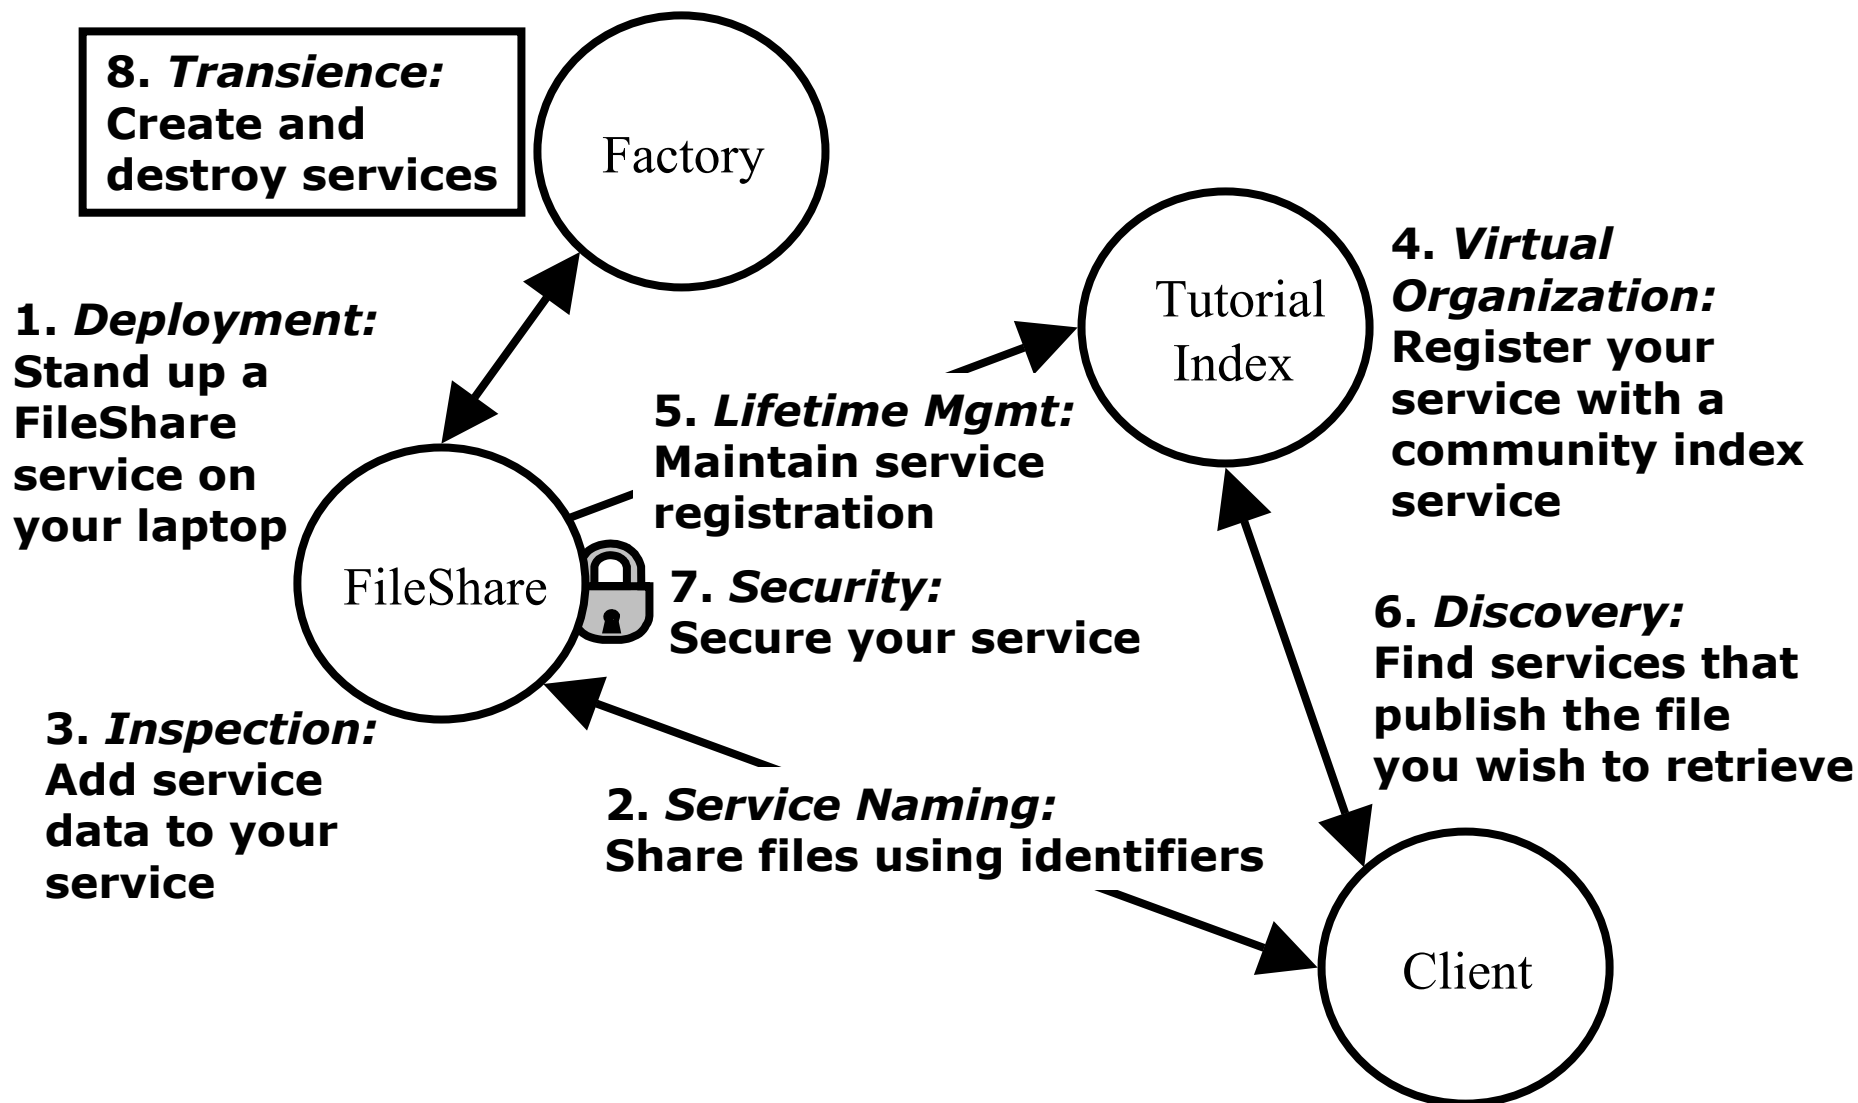 8. Transience:
Create and
destroy services
Factory
1. Deployment:
Stand up a
FileShare
service on
your laptop
Tutorial
Index
4. Virtual
Organization:
Register your
service with a
community index
service
5. Lifetime Mgmt:
Maintain service
registration
FileShare
7. Security:
Secure your service
3. Inspection:
Add service
data to your
service
2. Service Naming:
Share files using identifiers
6. Discovery:
Find services that
publish the file
you wish to retrieve
Client